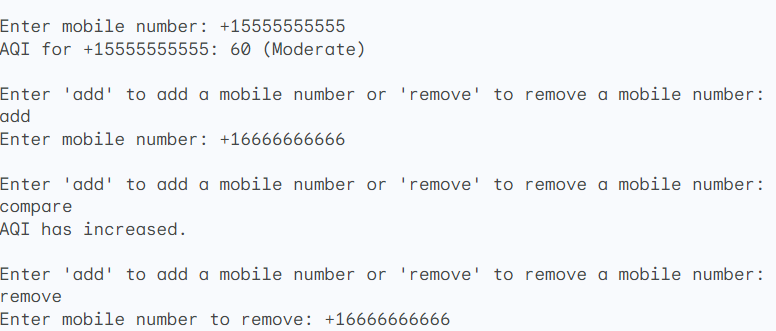 Enter mobile number: +15555555555
AQI for +15555555555: 60 (Moderate)
Enter 'add' to add a mobile number or 'remove' to remove a mobile number:
add
Enter mobile number: +16666666666
Enter 'add' to add a mobile number or 'remove' to remove a mobile number:
compare
AQI has increased.
Enter 'add' to add a mobile number or 'remove' to remove a mobile number:
remove
Enter mobile number to remove: +16666666666